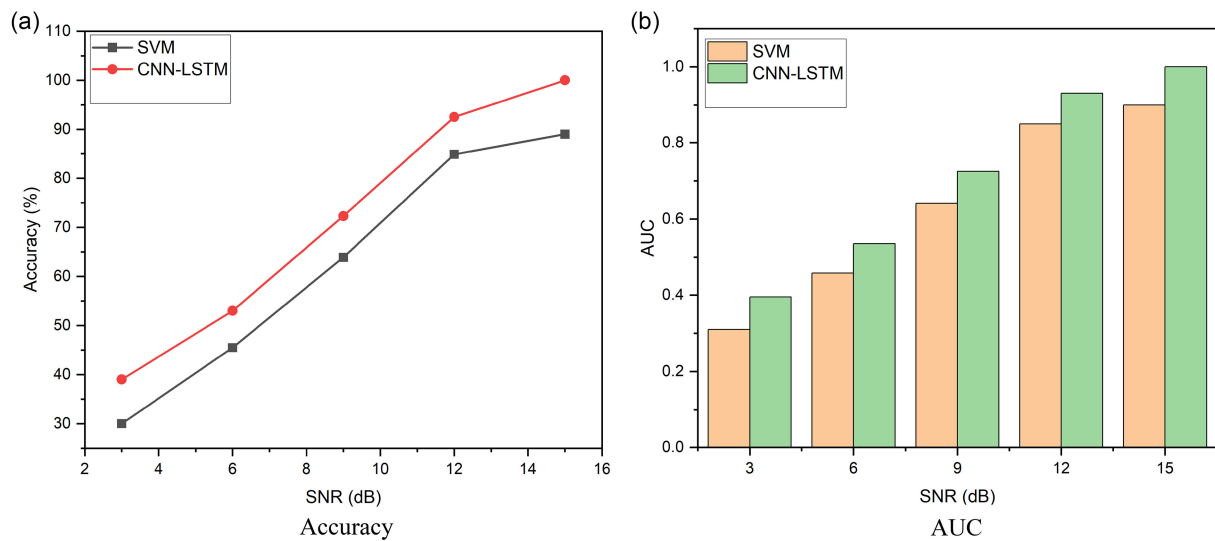 (a)
110
100
90
80
70
60
50
40
30
Accuracy (%)
SVM
CNN-LSTM
2 4 6 8 10 12 14 16
SNR (dB)
Accuracy
(b)
1.0
0.8
0.6
0.4
0.2
0.0
AUC
SVM
CNN-LSTM
3 6 9 12 15
SNR (dB)
AUC